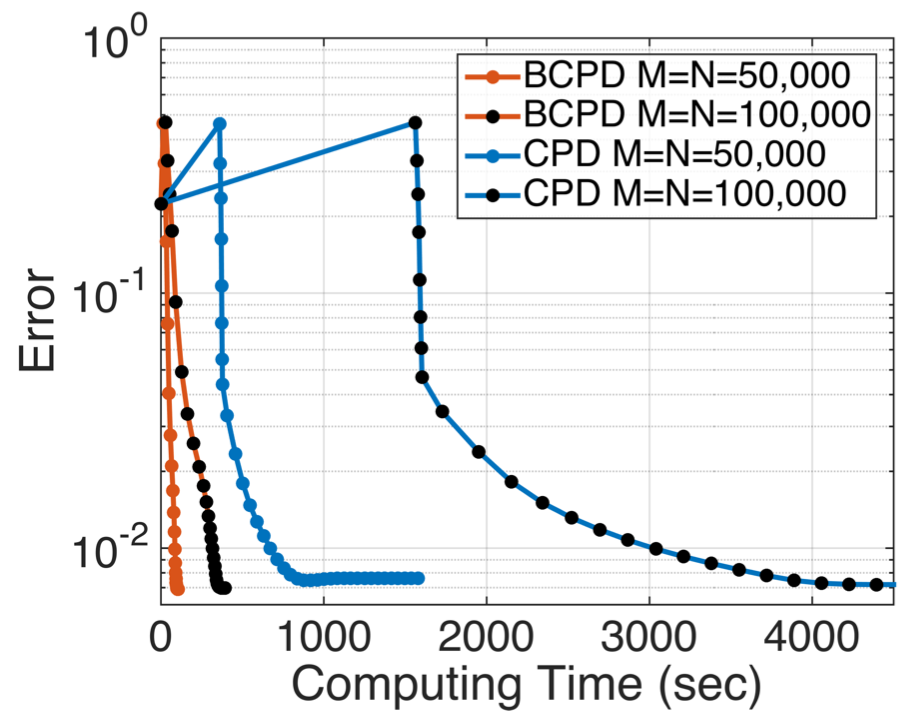 10^0
BCPD M=N=50,000
BCPD M=N=100,000
CPD M=N=50,000
CPD M=N=100,000
10^-1
Error
10^-2
0 1000 2000 3000 4000
Computing Time (sec)